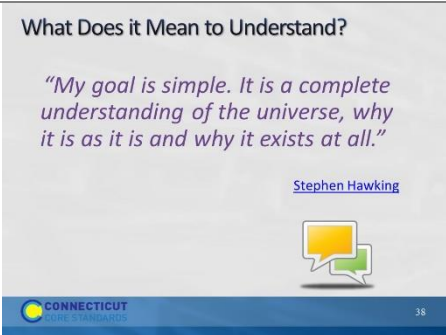 What Does it Mean to Understand?
“My goal is simple. It is a complete
understanding of the universe, why
it is as it is and why it exists at all.”
Stephen Hawking
CONNECTICUT
CORE STANDARDS
38